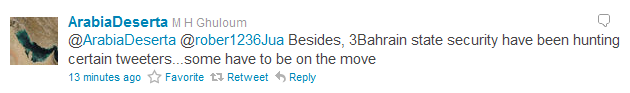 ArabiaDeserta M H Ghuloum
@ArabiaDeserta @rober1236Jua Besides, 3Bahrain state security have been hunting
certain tweeters...some have to be on the move
13 minutes ago Favorite Retweet Reply